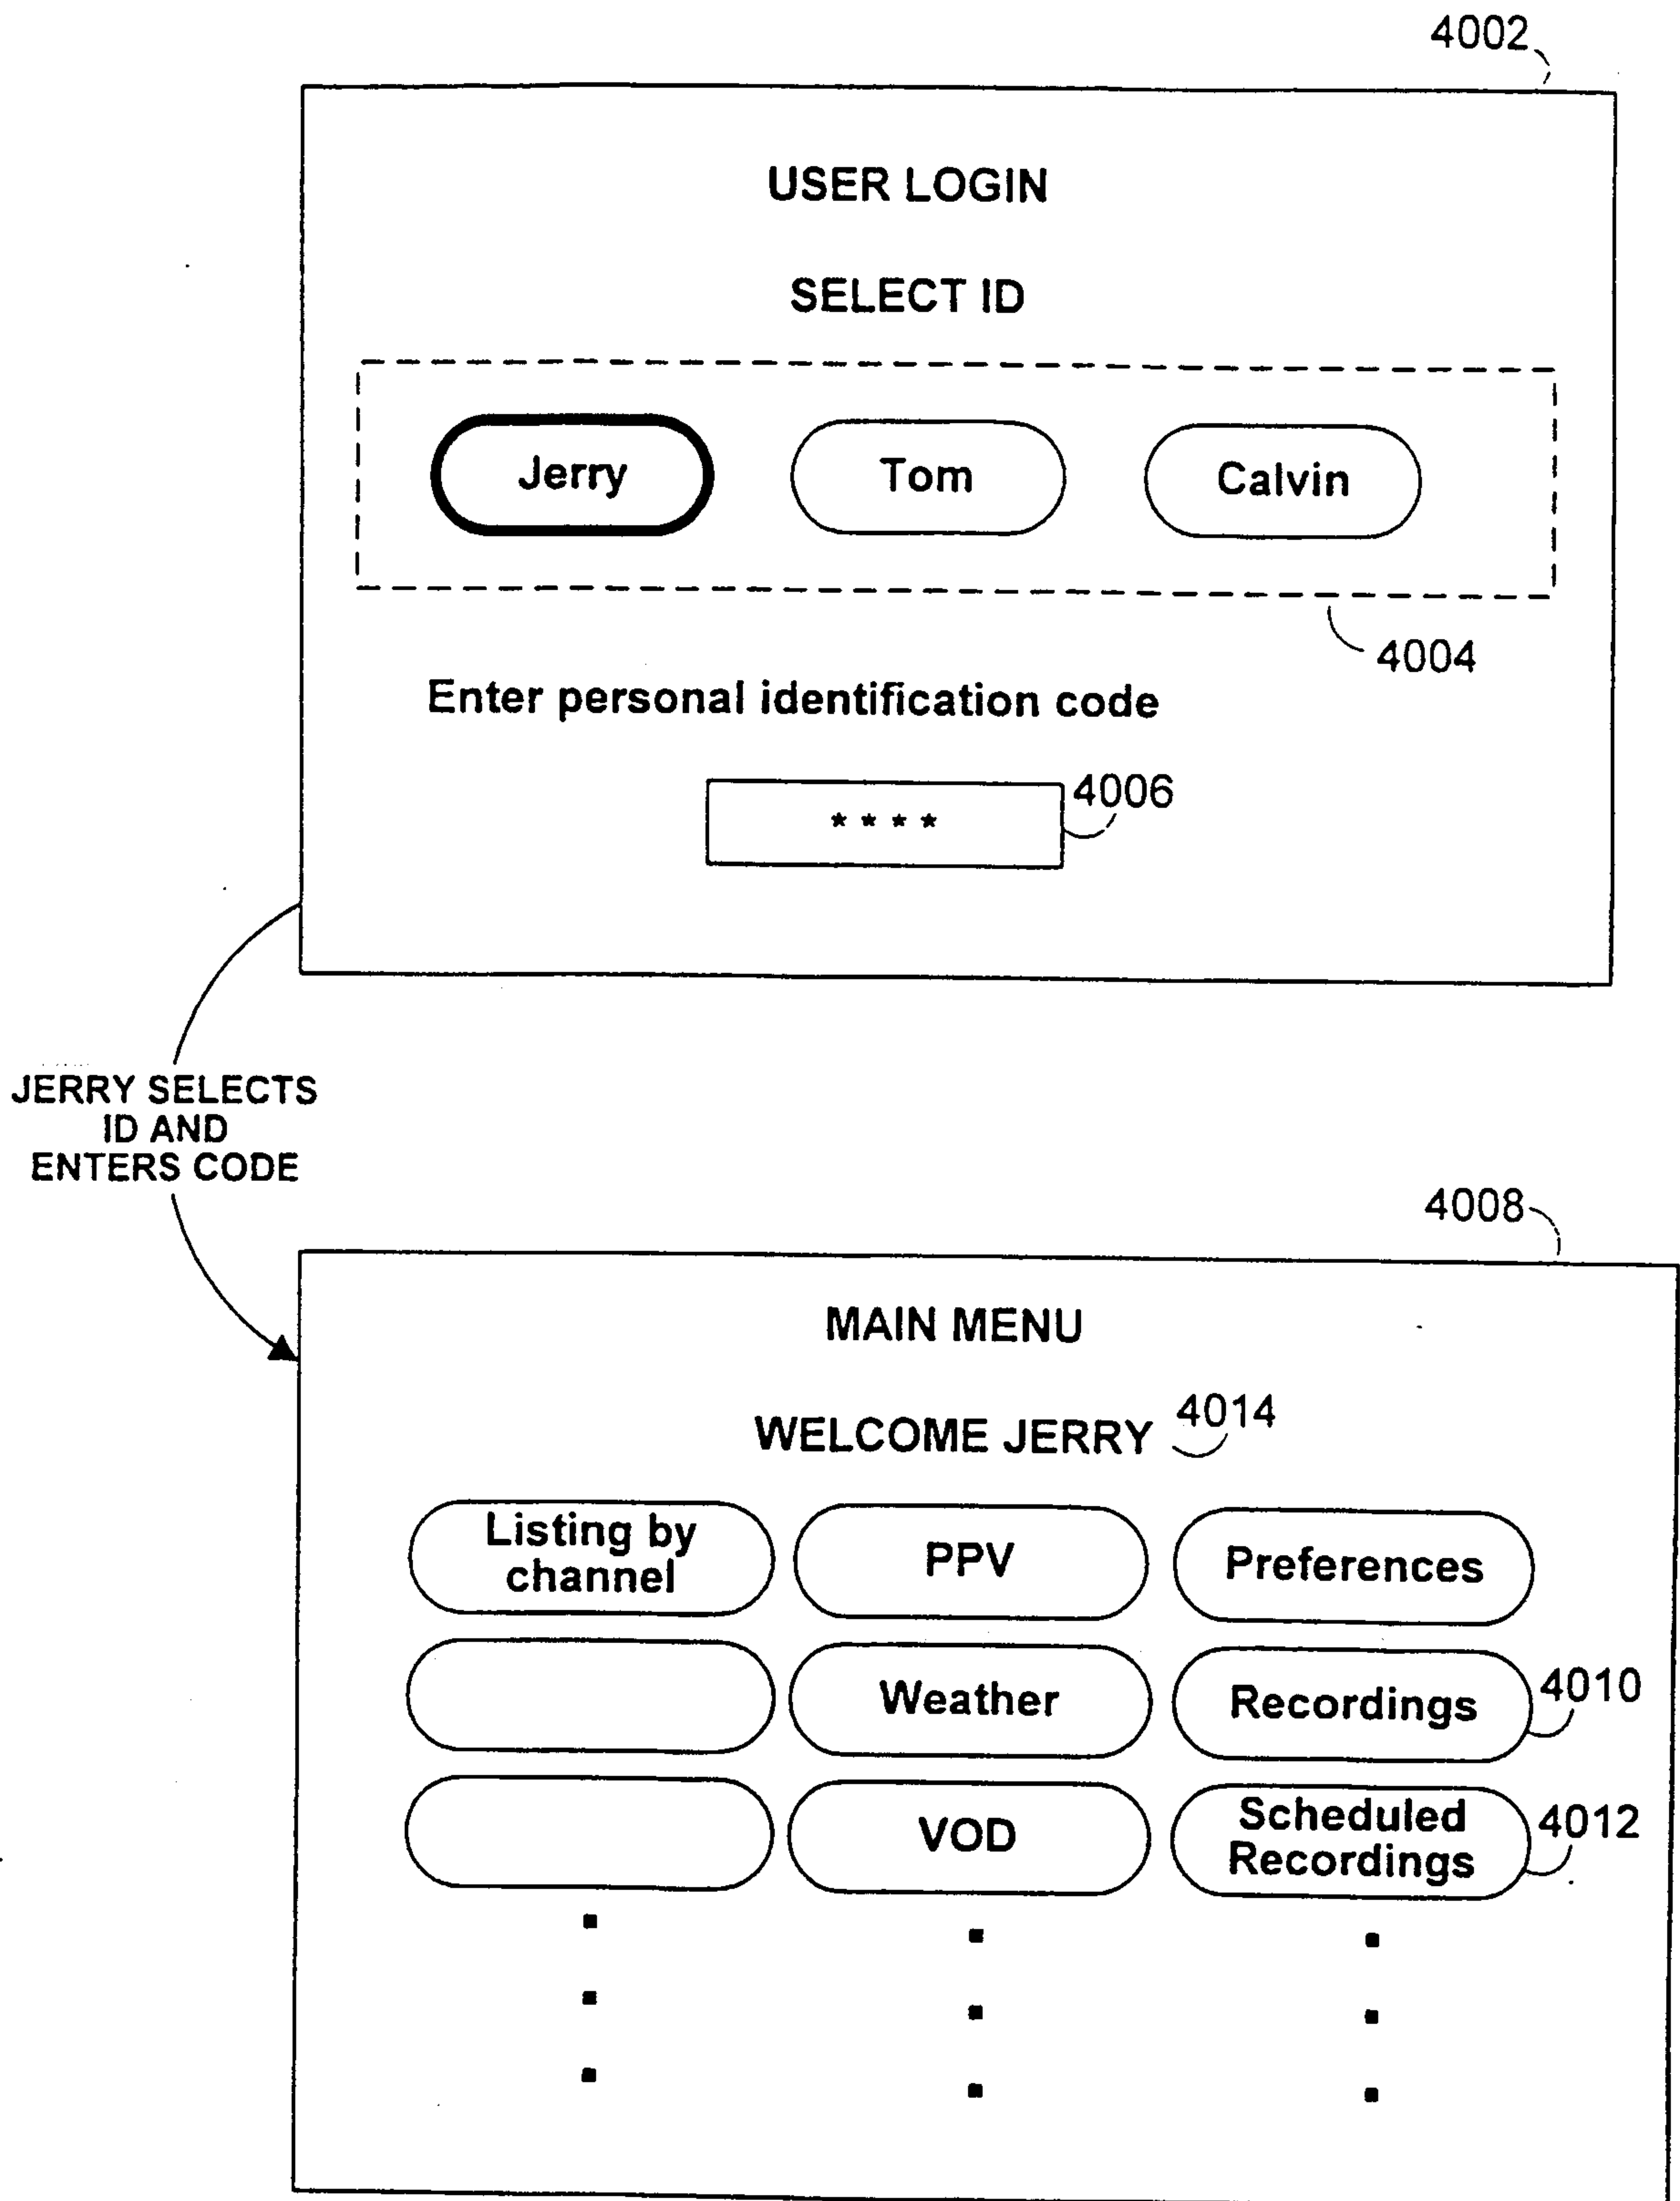 4002
USER LOGIN
SELECT ID
Jerry
Tom
Calvin
4004
Enter personal identification code
4006
* * * *
JERRY SELECTS
ID AND
ENTERS CODE
4008
MAIN MENU
WELCOME JERRY 4014
Listing by
channel
PPV
Preferences
Weather
Recordings
4010
VOD
Scheduled
Recordings
4012